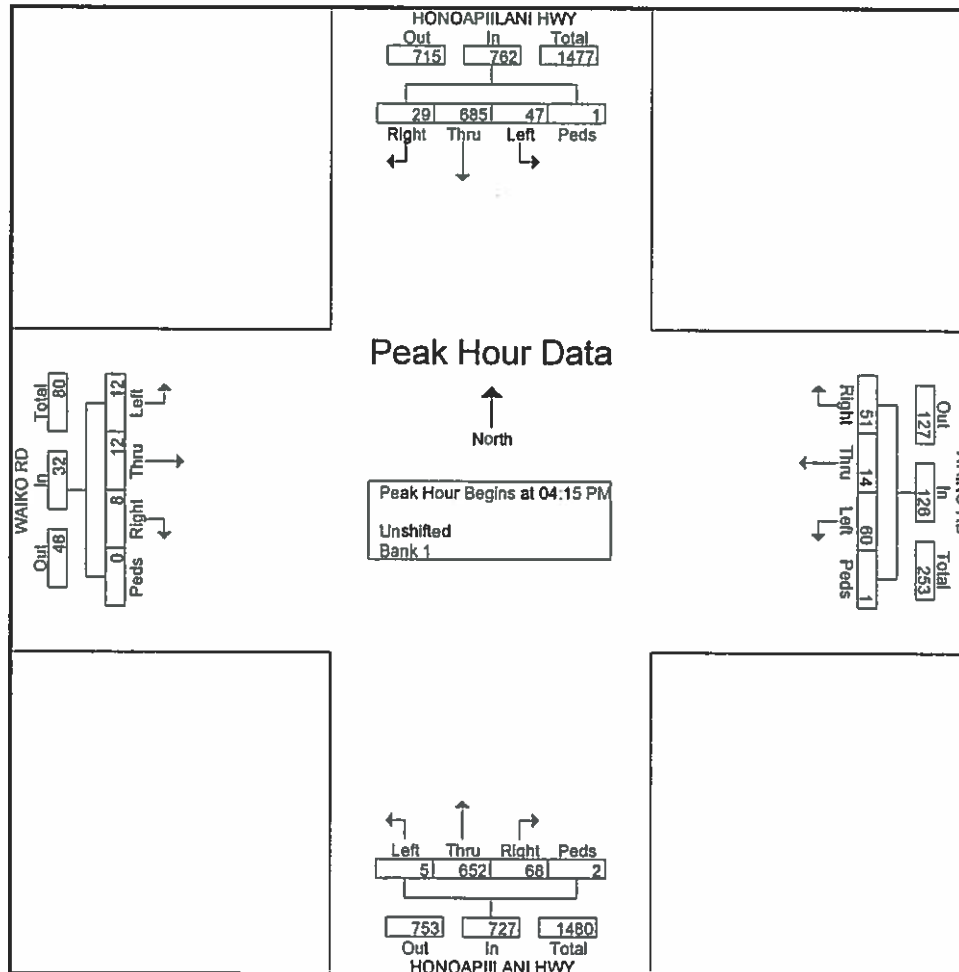 HONOAPIILANI HWY
Out In Total
715 762 1477
29 685 47 1
Right Thru Left Peds
Peak Hour Data
North
Peak Hour Begins at 04:15 PM
Unshifted
Bank 1
WAIKO RD
Out In Total
48 32 80
12 12 8 0
Left Thru Right Peds
Right Thru Left Peds
51 14 60 1
Out In Total
127 126 253
Left Thru Right Peds
5 652 68 2
753 727 1480
Out In Total
HONOAPIILANI HWY